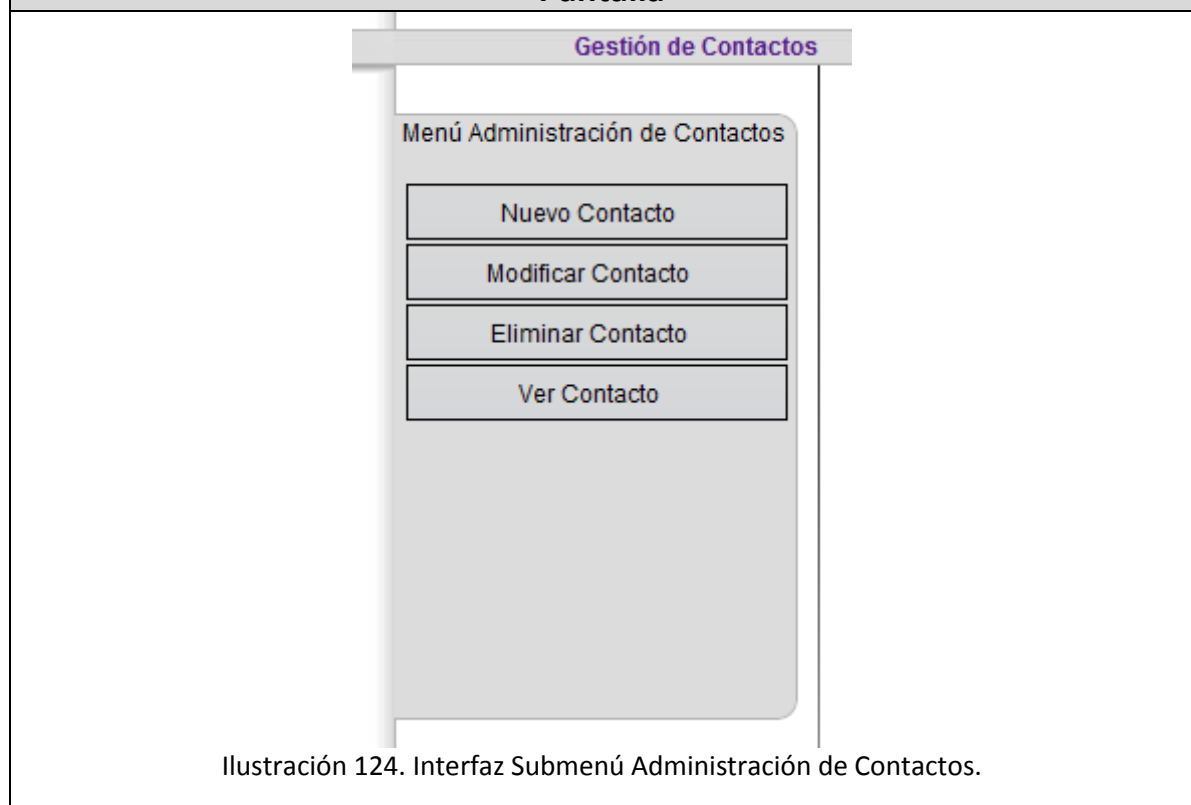 Pantalla
Gestión de Contactos
Menú Administración de Contactos
Nuevo Contacto
Modificar Contacto
Eliminar Contacto
Ver Contacto
Ilustración 124. Interfaz Submenú Administración de Contactos.